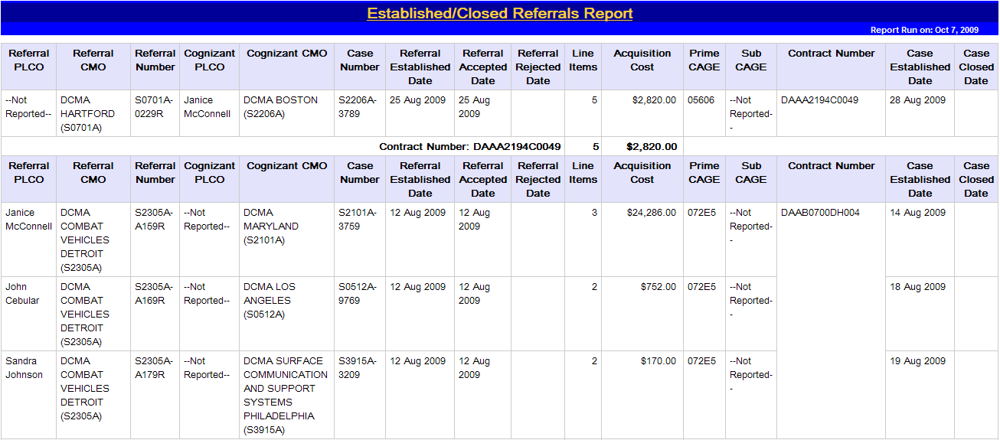 Established/Closed Referrals Report
Report Run on: Oct 7, 2009
Referral PLCO Referral CMO Referral Number Cognizant PLCO Cognizant CMO Case Number Referral Established Date Referral Accepted Date Referral Rejected Date Line Items Acquisition Cost Prime CAGE Sub CAGE Contract Number Case Established Date Case Closed Date
--Not Reported-- DCMA HARTFORD (S0701A) S0701A-0229R Janice McConnell DCMA BOSTON (S2206A) S2206A-3789 25 Aug 2009 25 Aug 2009 5 $2,820.00 05606 --Not Reported-- DAAA2194C0049 28 Aug 2009
Contract Number: DAAA2194C0049 5 $2,820.00
Referral PLCO Referral CMO Referral Number Cognizant PLCO Cognizant CMO Case Number Referral Established Date Referral Accepted Date Referral Rejected Date Line Items Acquisition Cost Prime CAGE Sub CAGE Contract Number Case Established Date Case Closed Date
Janice McConnell DCMA COMBAT VEHICLES DETROIT (S2305A) S2305A-A159R --Not Reported-- DCMA MARYLAND (S2101A) S2101A-3759 12 Aug 2009 12 Aug 2009 3 $24,286.00 072E5 --Not Reported-- DAAB0700DH004 14 Aug 2009
John Cebular DCMA COMBAT VEHICLES DETROIT (S2305A) S2305A-A169R --Not Reported-- DCMA LOS ANGELES (S0512A) S0512A-9769 12 Aug 2009 12 Aug 2009 2 $752.00 072E5 --Not Reported-- 18 Aug 2009
Sandra Johnson DCMA COMBAT VEHICLES DETROIT (S2305A) S2305A-A179R --Not Reported-- DCMA SURFACE COMMUNICATION AND SUPPORT SYSTEMS PHILADELPHIA (S3915A) S3915A-3209 12 Aug 2009 12 Aug 2009 2 $170.00 072E5 --Not Reported-- 19 Aug 2009